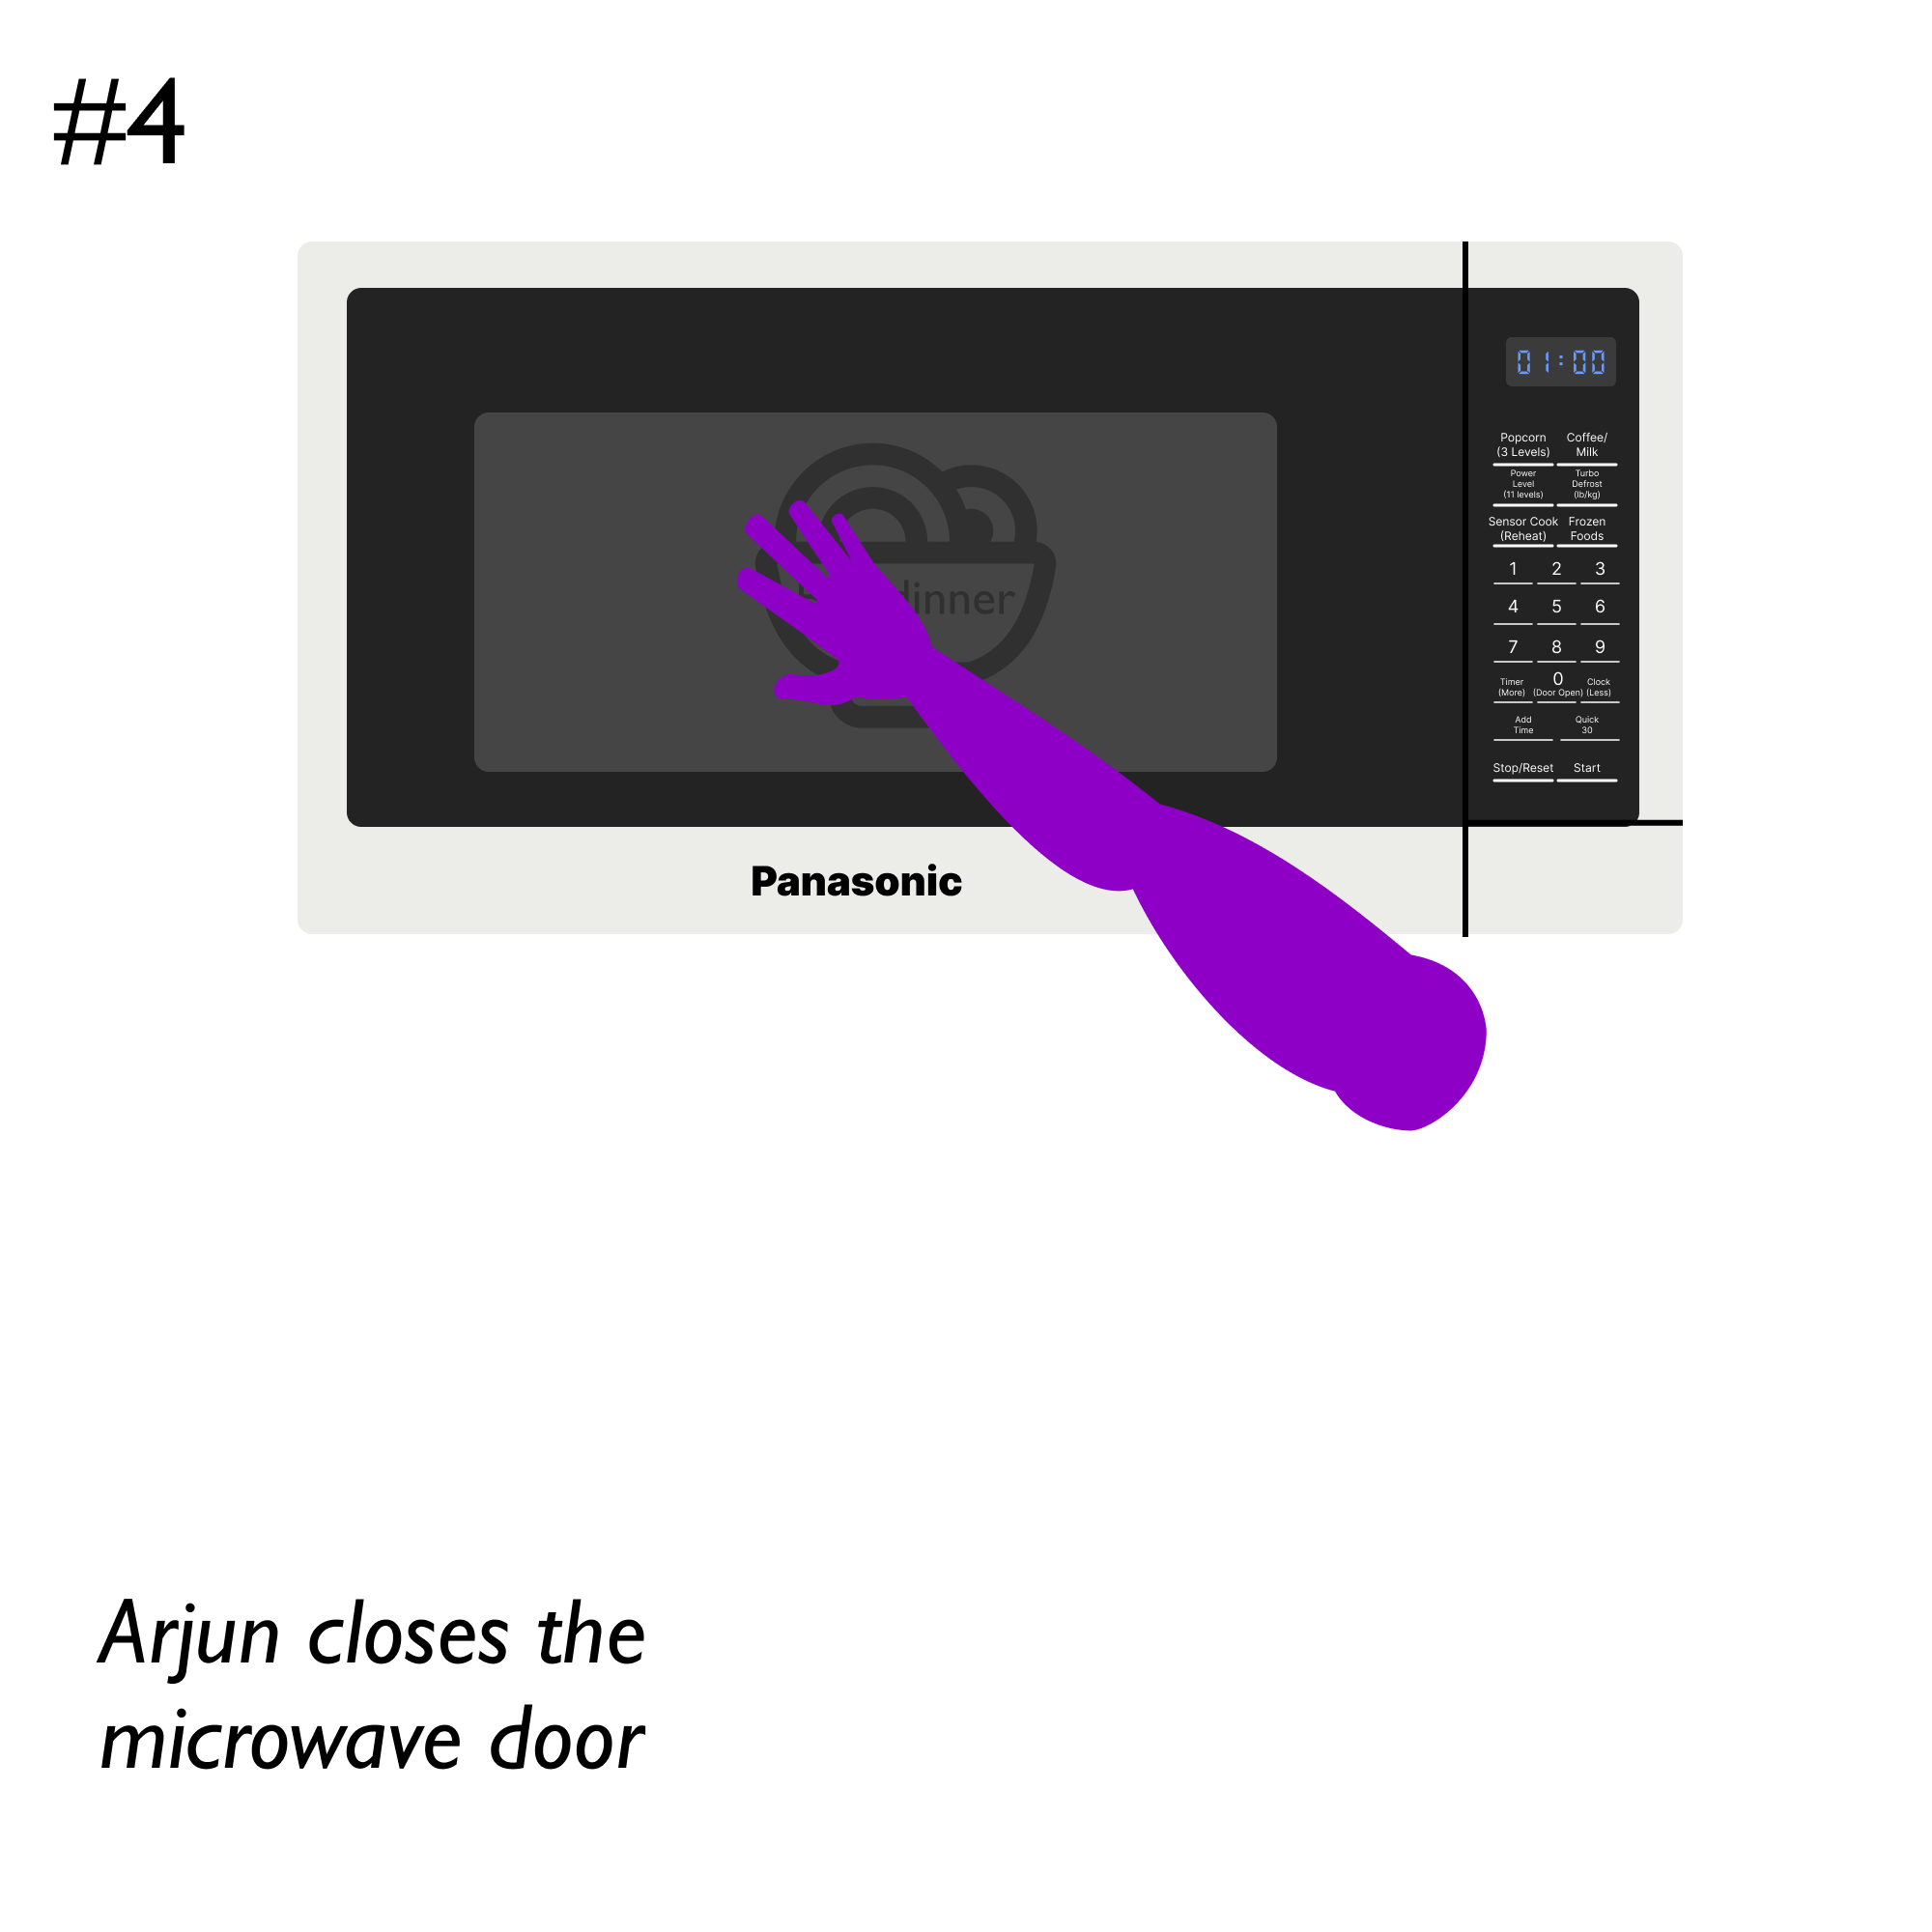 #4
01:00
Popcorn
(3 Levels)
Coffee/
Milk
Power
Level
(11 levels)
Turbo
Defrost
(lb/kg)
Sensor Cook
(Reheat)
Frozen
Foods
1 2 3
4 5 6
7 8 9
Timer
(More)
0
(Door Open)
Clock
(Less)
Add
Time
Quick
30
Stop/Reset Start
dinner
Panasonic
Arjun closes the
microwave door